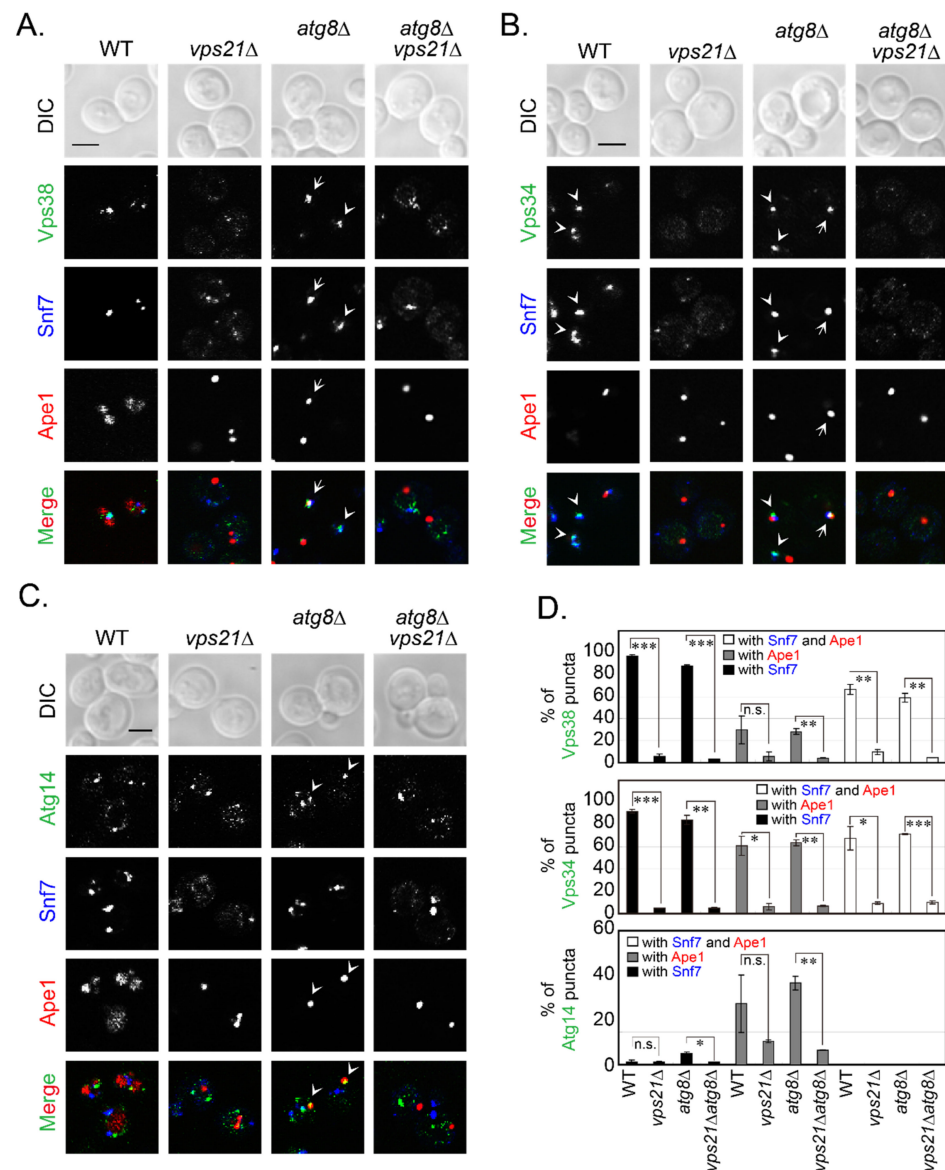 A.
WT
vps21Δ
atg8Δ
atg8Δ
vps21Δ
DIC
Vps38
Snf7
Ape1
Merge
B.
WT
vps21Δ
atg8Δ
atg8Δ
vps21Δ
DIC
Vps34
Snf7
Ape1
Merge
C.
WT
vps21Δ
atg8Δ
atg8Δ
vps21Δ
DIC
Atg14
Snf7
Ape1
Merge
D.
% of
Vps38 puncta
100
80
60
40
20
0
*** *** n.s. ** ** **
with Snf7 and Ape1
with Ape1
with Snf7
% of
Vps34 puncta
100
80
60
40
20
0
*** ** * ** * ***
with Snf7 and Ape1
with Ape1
with Snf7
% of
Atg14 puncta
60
40
20
0
n.s. * n.s. **
with Snf7 and Ape1
with Ape1
with Snf7
WT
vps21Δ
atg8Δ
vps21Δatg8Δ
WT
vps21Δ
atg8Δ
vps21Δatg8Δ
WT
vps21Δ
atg8Δ
vps21Δatg8Δ